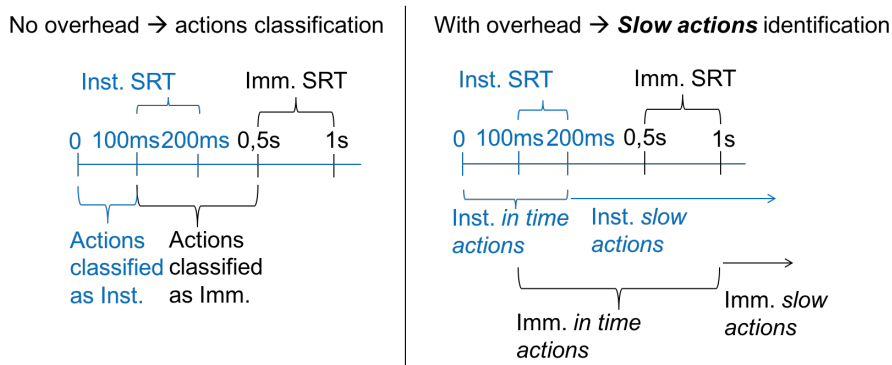 No overhead → actions classification
Inst. SRT
Imm. SRT
0 100ms 200ms 0,5s 1s
Actions
classified
as Inst.
Actions
classified
as Imm.
With overhead → Slow actions identification
Inst. SRT
Imm. SRT
0 100ms 200ms 0,5s 1s
Inst. in time
actions
Inst. slow
actions
Imm. in time
actions
Imm. slow
actions